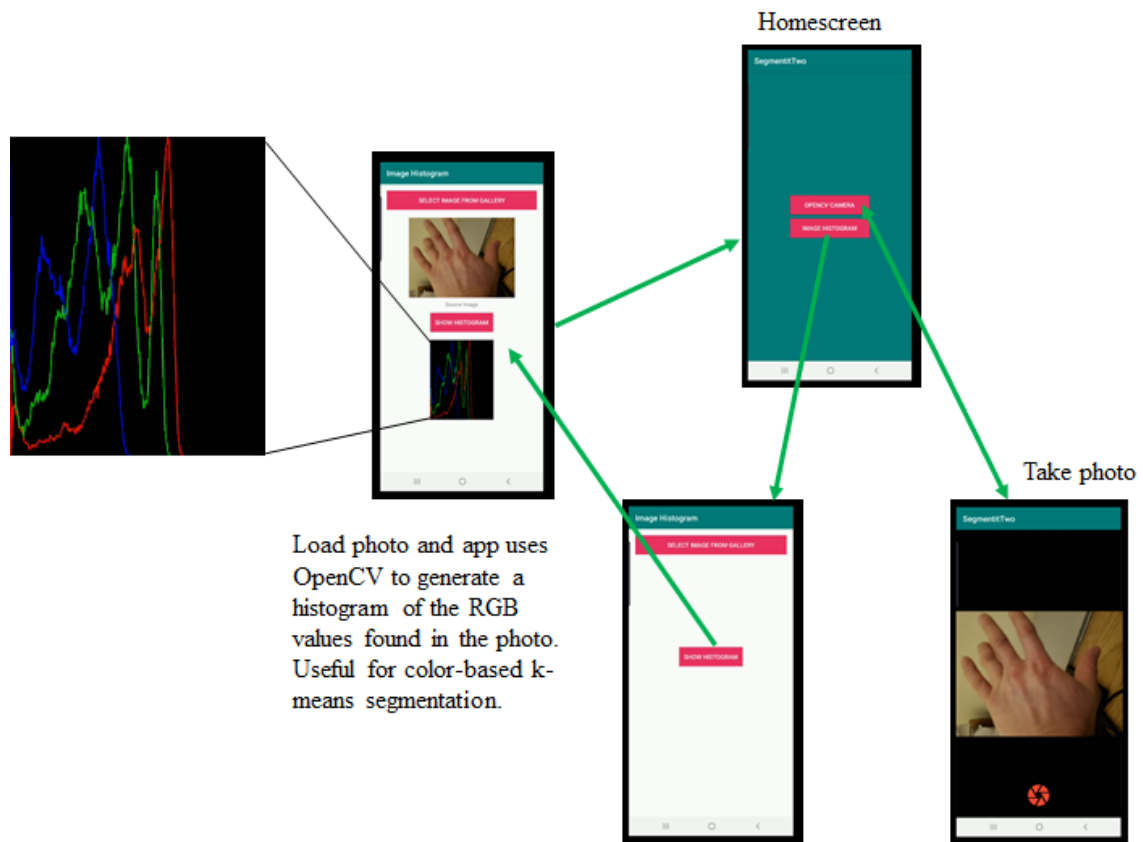 Homescreen
SegmentitTwo
OPENCV CAMERA
IMAGE HISTOGRAM
Image Histogram
SELECT IMAGE FROM GALLERY
Source Image
SHOW HISTOGRAM
Load photo and app uses
OpenCV to generate a
histogram of the RGB
values found in the photo.
Useful for color-based k-
means segmentation.
Image Histogram
SELECT IMAGE FROM GALLERY
SHOW HISTOGRAM
Take photo
SegmentitTwo